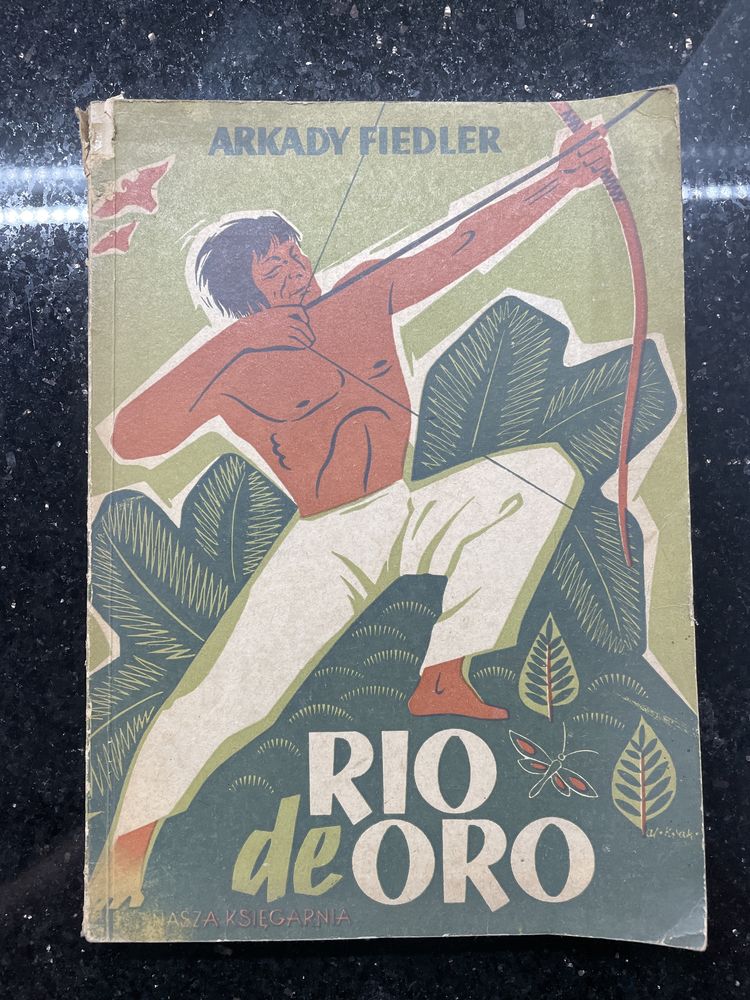 ARKADY FIEDLER
RIO
de ORO
NASZA KSIĘGARNIA